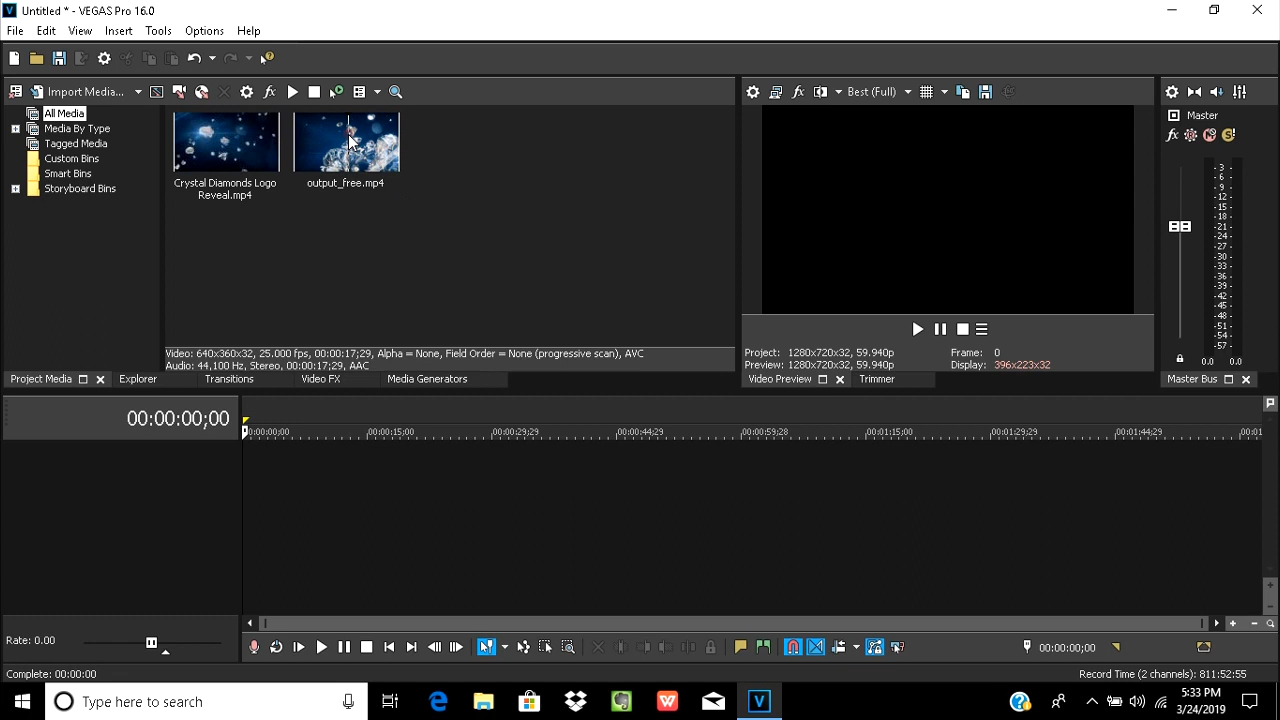 Untitled * - VEGAS Pro 16.0
File Edit View Insert Tools Options Help
Import Media...
Best (Full)
All Media
Media By Type
Tagged Media
Custom Bins
Smart Bins
Storyboard Bins
Crystal Diamonds Logo
Reveal.mp4
output_free.mp4
Video: 640x360x32, 25.000 fps, 00:00:17;29, Alpha = None, Field Order = None (progressive scan), AVC
Audio: 44,100 Hz, Stereo, 00:00:17;29, AAC
Project Media
Explorer
Transitions
Video FX
Media Generators
Project: 1280x720x32, 59.940p
Frame: 0
Preview: 1280x720x32, 59.940p
Display: 396x223x32
Video Preview
Trimmer
Master
-3 -
-6 -
-9 -
-12 -
-15 -
-18 -
-21 -
-24 -
-27 -
-30 -
-33 -
-36 -
-39 -
-42 -
-45 -
-48 -
-51 -
-54 -
-57 -
0.0 0.0
Master Bus
00:00:00;00
00:00:00;00 00:00:15;00 00:00:29;29 00:00:44;29 00:00:59;28 00:01:15;00 00:01:29;29 00:01:44;29 00:01
Rate: 0.00
00:00:00;00
Complete: 00:00:00
Record Time (2 channels): 811:52:55
Type here to search
5:33 PM
3/24/2019